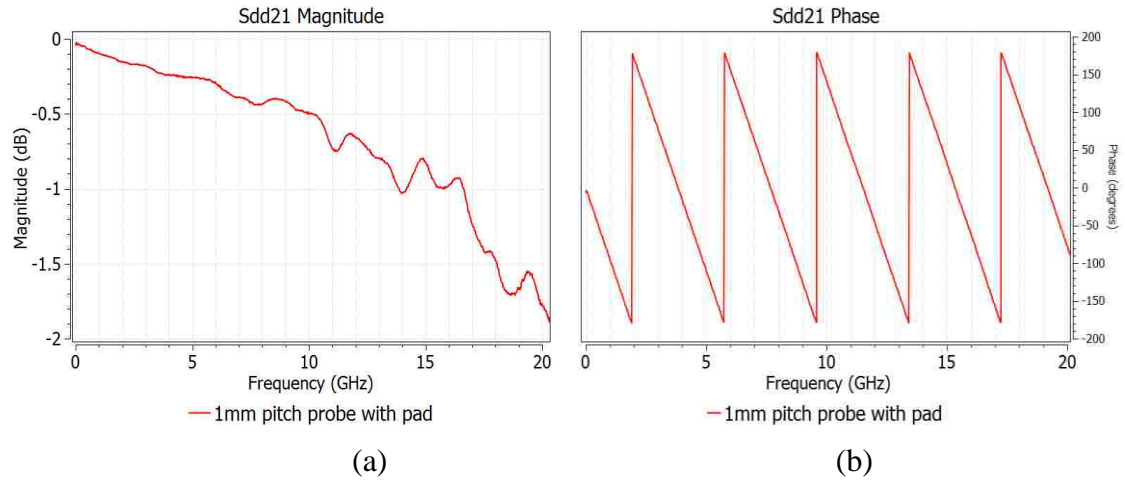 Sdd21 Magnitude
0
-0.5
-1
-1.5
-2
Magnitude (dB)
0 5 10 15 20
Frequency (GHz)
1mm pitch probe with pad
(a)
Sdd21 Phase
200
150
100
50
0
-50
-100
-150
-200
Phase (degrees)
0 5 10 15 20
Frequency (GHz)
1mm pitch probe with pad
(b)